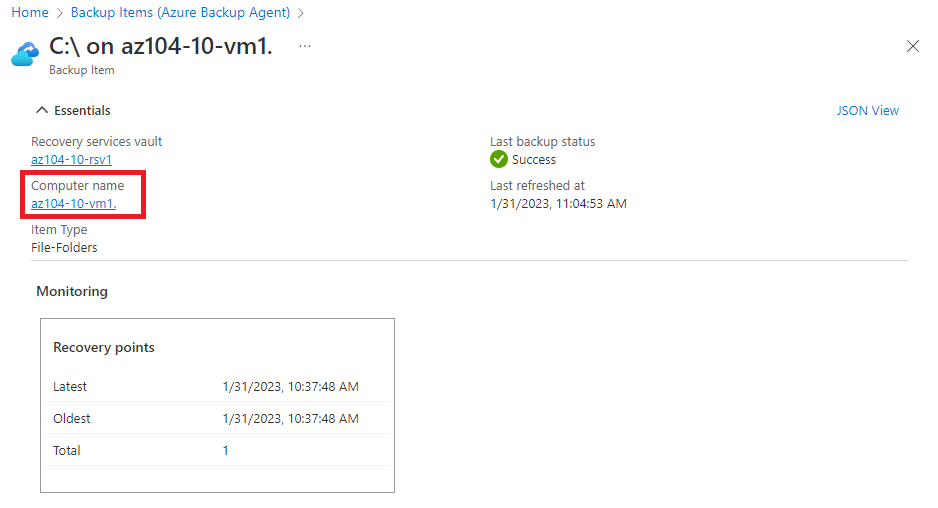 Home > Backup Items (Azure Backup Agent) >
C:\ on az104-10-vm1. ...
Backup Item
Essentials
JSON View
Recovery services vault
az104-10-rsv1
Last backup status
Success
Computer name
az104-10-vm1.
Last refreshed at
1/31/2023, 11:04:53 AM
Item Type
File-Folders
Monitoring
Recovery points
Latest 1/31/2023, 10:37:48 AM
Oldest 1/31/2023, 10:37:48 AM
Total 1